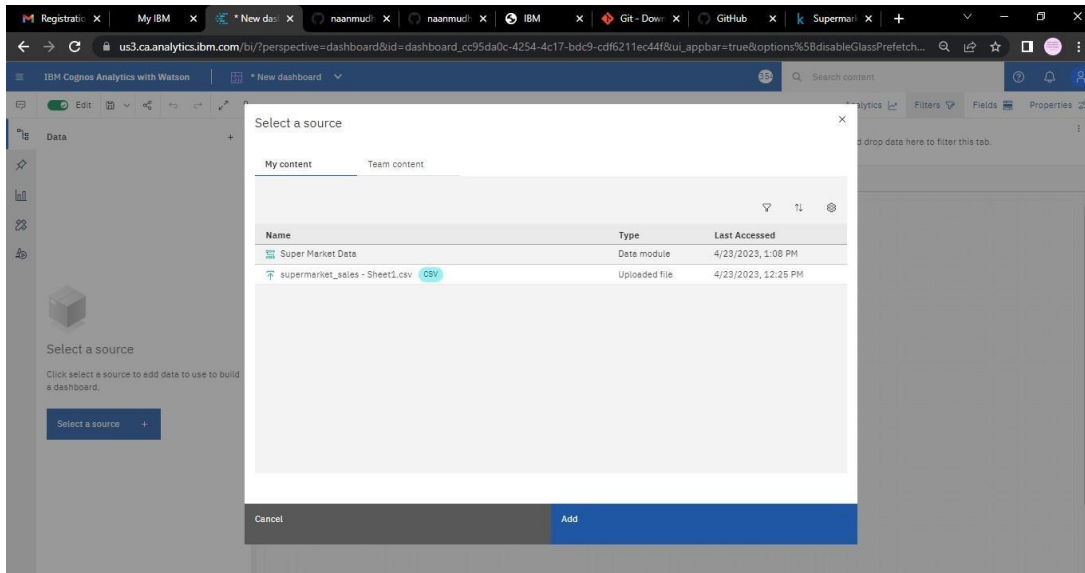 Registratio
My IBM
* New das
naanmudh
naanmudh
IBM
Git - Down
GitHub
Supermark
us3.ca.analytics.ibm.com/bi/?perspective=dashboard&id=dashboard_cc95da0c-4254-4c17-bdc9-cdf6211ec44f&ui_appbar=true&options%5BdisableGlassPrefetch...
IBM Cognos Analytics with Watson
* New dashboard
Search content
Edit
Analytics
Filters
Fields
Properties
Data
drop data here to filter this tab.
Select a source
My content
Team content
Name Type Last Accessed
Super Market Data Data module 4/23/2023, 1:08 PM
supermarket_sales - Sheet1.csv CSV Uploaded file 4/23/2023, 12:25 PM
Select a source
Click select a source to add data to use to build
a dashboard.
Select a source +
Cancel
Add